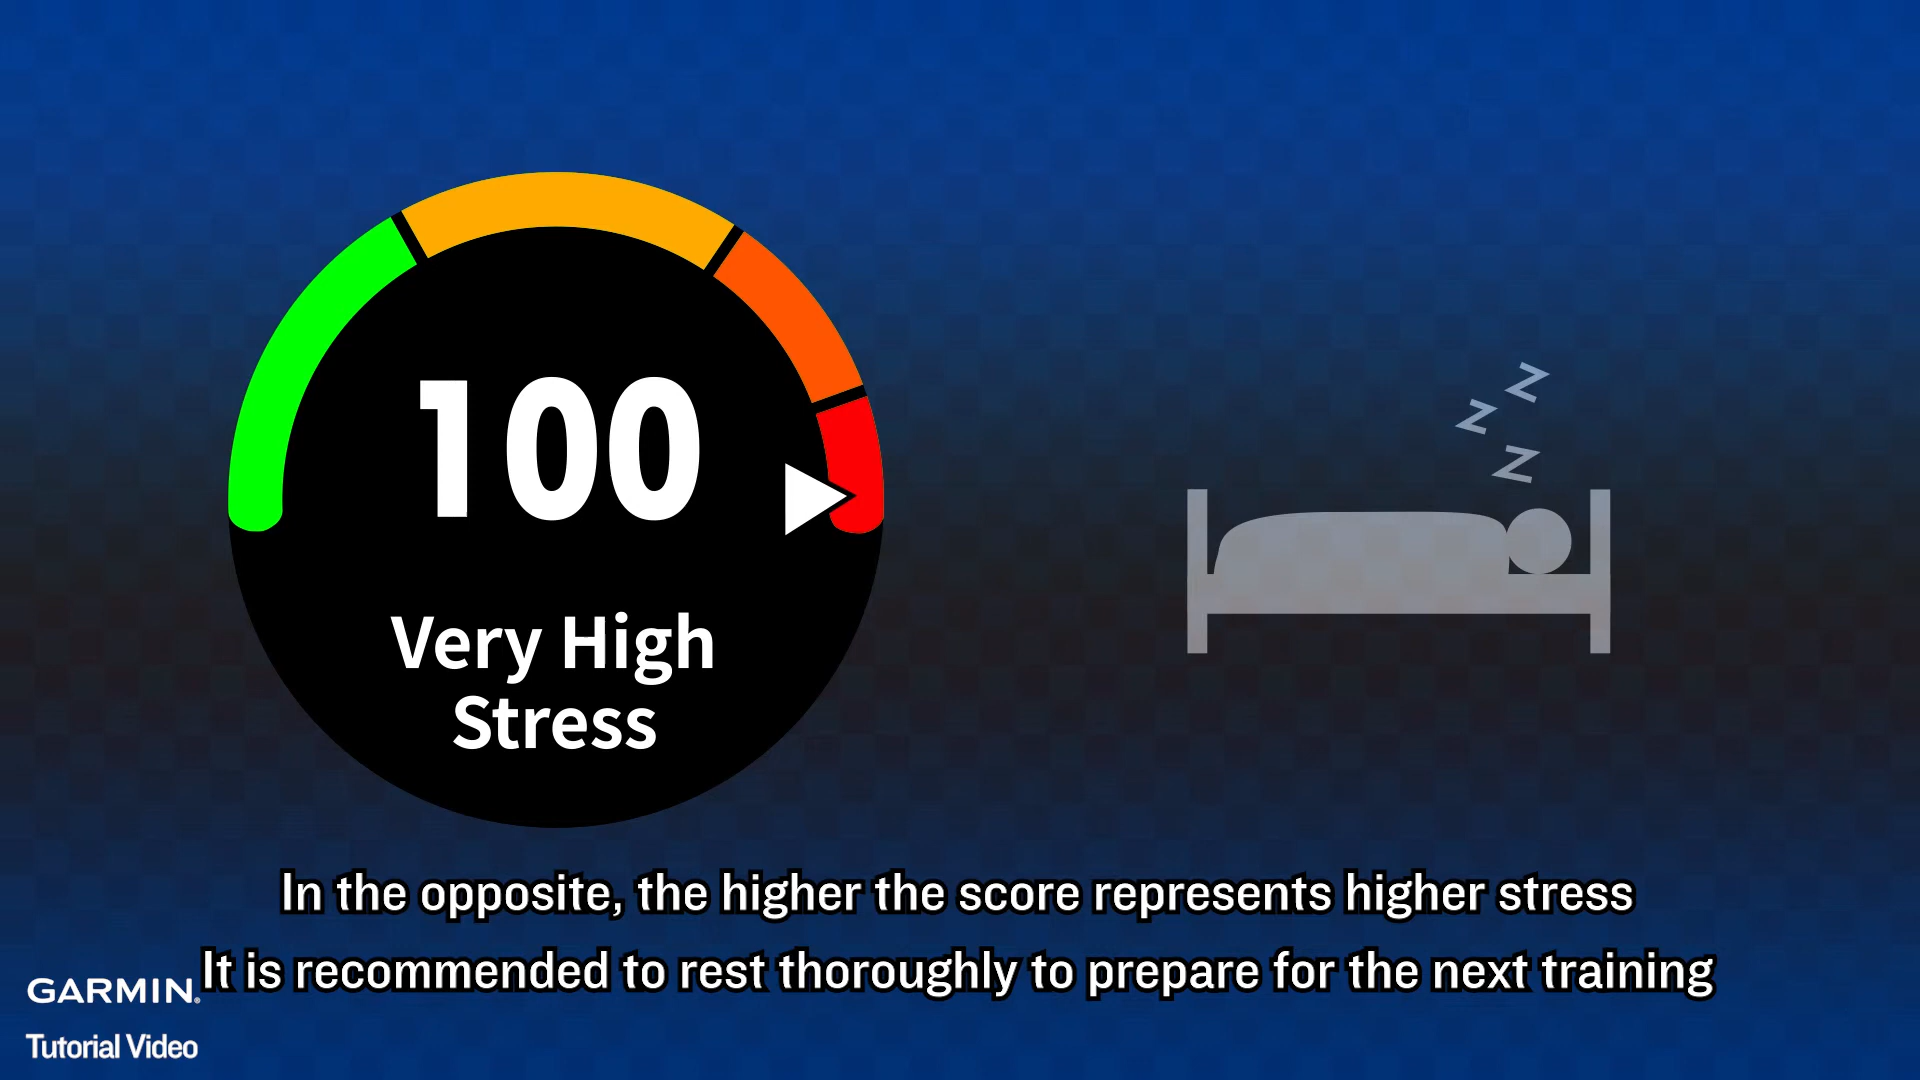 100
Very High
Stress
z
z
z
In the opposite, the higher the score represents higher stress
It is recommended to rest thoroughly to prepare for the next training
GARMIN®
Tutorial Video